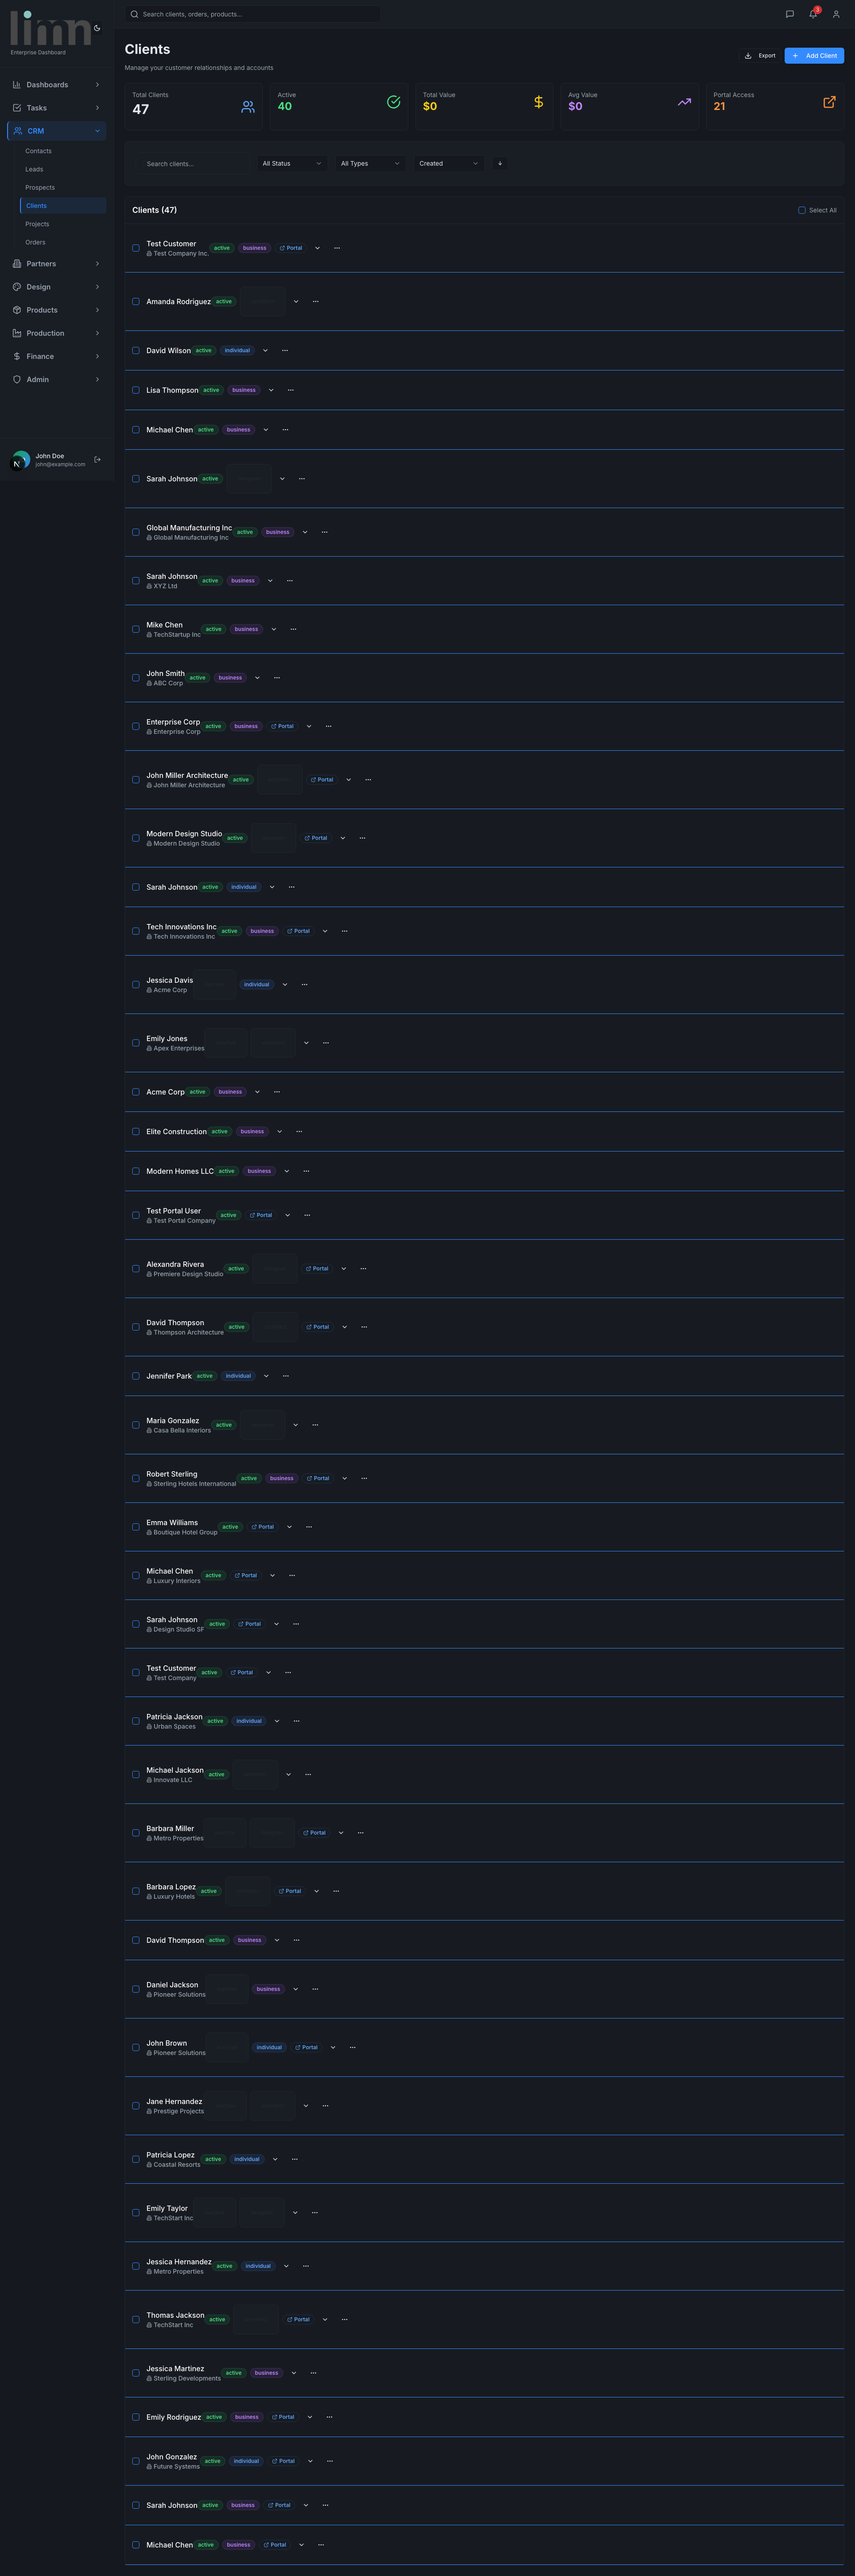 limn
Enterprise Dashboard
Dashboards
Tasks
CRM
Contacts
Leads
Prospects
Clients
Projects
Orders
Partners
Design
Products
Production
Finance
Admin
N
John Doe
john@example.com
Search clients, orders, products...
3
Clients
Manage your customer relationships and accounts
Export
Add Client
Total Clients
47
Active
40
Total Value
$0
Avg Value
$0
Portal Access
21
Search clients...
All Status
All Types
Created
Clients (47)
Select All
Test Customer active business Portal
Test Company Inc.
Amanda Rodriguez active
David Wilson active individual
Lisa Thompson active business
Michael Chen active business
Sarah Johnson active
Global Manufacturing Inc active business
Global Manufacturing Inc
Sarah Johnson active business
XYZ Ltd
Mike Chen active business
TechStartup Inc
John Smith active business
ABC Corp
Enterprise Corp active business Portal
Enterprise Corp
John Miller Architecture active Portal
John Miller Architecture
Modern Design Studio active Portal
Modern Design Studio
Sarah Johnson active individual
Tech Innovations Inc active business Portal
Tech Innovations Inc
Jessica Davis individual
Acme Corp
Emily Jones
Apex Enterprises
Acme Corp active business
Elite Construction active business
Modern Homes LLC active business
Test Portal User active Portal
Test Portal Company
Alexandra Rivera active Portal
Premiere Design Studio
David Thompson active Portal
Thompson Architecture
Jennifer Park active individual
Maria Gonzalez active
Casa Bella Interiors
Robert Sterling active business Portal
Sterling Hotels International
Emma Williams active Portal
Boutique Hotel Group
Michael Chen active Portal
Luxury Interiors
Sarah Johnson active Portal
Design Studio SF
Test Customer active Portal
Test Company
Patricia Jackson active individual
Urban Spaces
Michael Jackson active
Innovate LLC
Barbara Miller Portal
Metro Properties
Barbara Lopez active Portal
Luxury Hotels
David Thompson active business
Daniel Jackson business
Pioneer Solutions
John Brown individual Portal
Pioneer Solutions
Jane Hernandez
Prestige Projects
Patricia Lopez active individual
Coastal Resorts
Emily Taylor
TechStart Inc
Jessica Hernandez active individual
Metro Properties
Thomas Jackson active Portal
TechStart Inc
Jessica Martinez active business
Sterling Developments
Emily Rodriguez active business Portal
John Gonzalez active individual Portal
Future Systems
Sarah Johnson active business Portal
Michael Chen active business Portal